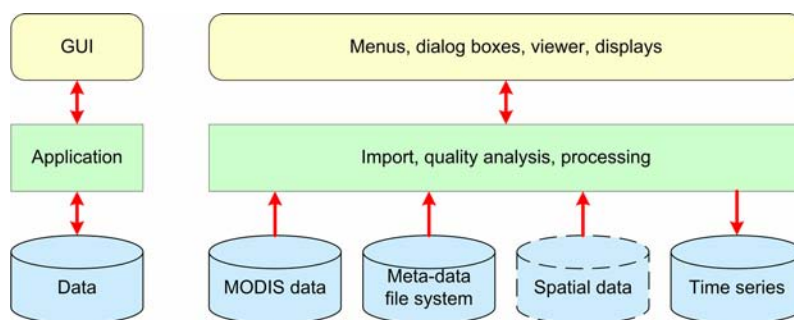 GUI
Menus, dialog boxes, viewer, displays
Application
Import, quality analysis, processing
Data
MODIS data
Meta-data
file system
Spatial data
Time series